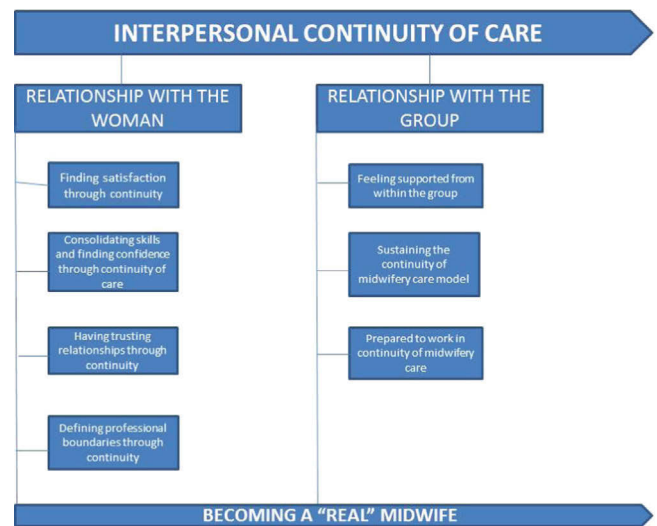 INTERPERSONAL CONTINUITY OF CARE
RELATIONSHIP WITH THE
WOMAN
Finding satisfaction
through continuity
Consolidating skills
and finding confidence
through continuity of
care
Having trusting
relationships through
continuity
Defining professional
boundaries through
continuity
RELATIONSHIP WITH THE
GROUP
Feeling supported from
within the group
Sustaining the
continuity of
midwifery care model
Prepared to work in
continuity of midwifery
care
BECOMING A “REAL” MIDWIFE